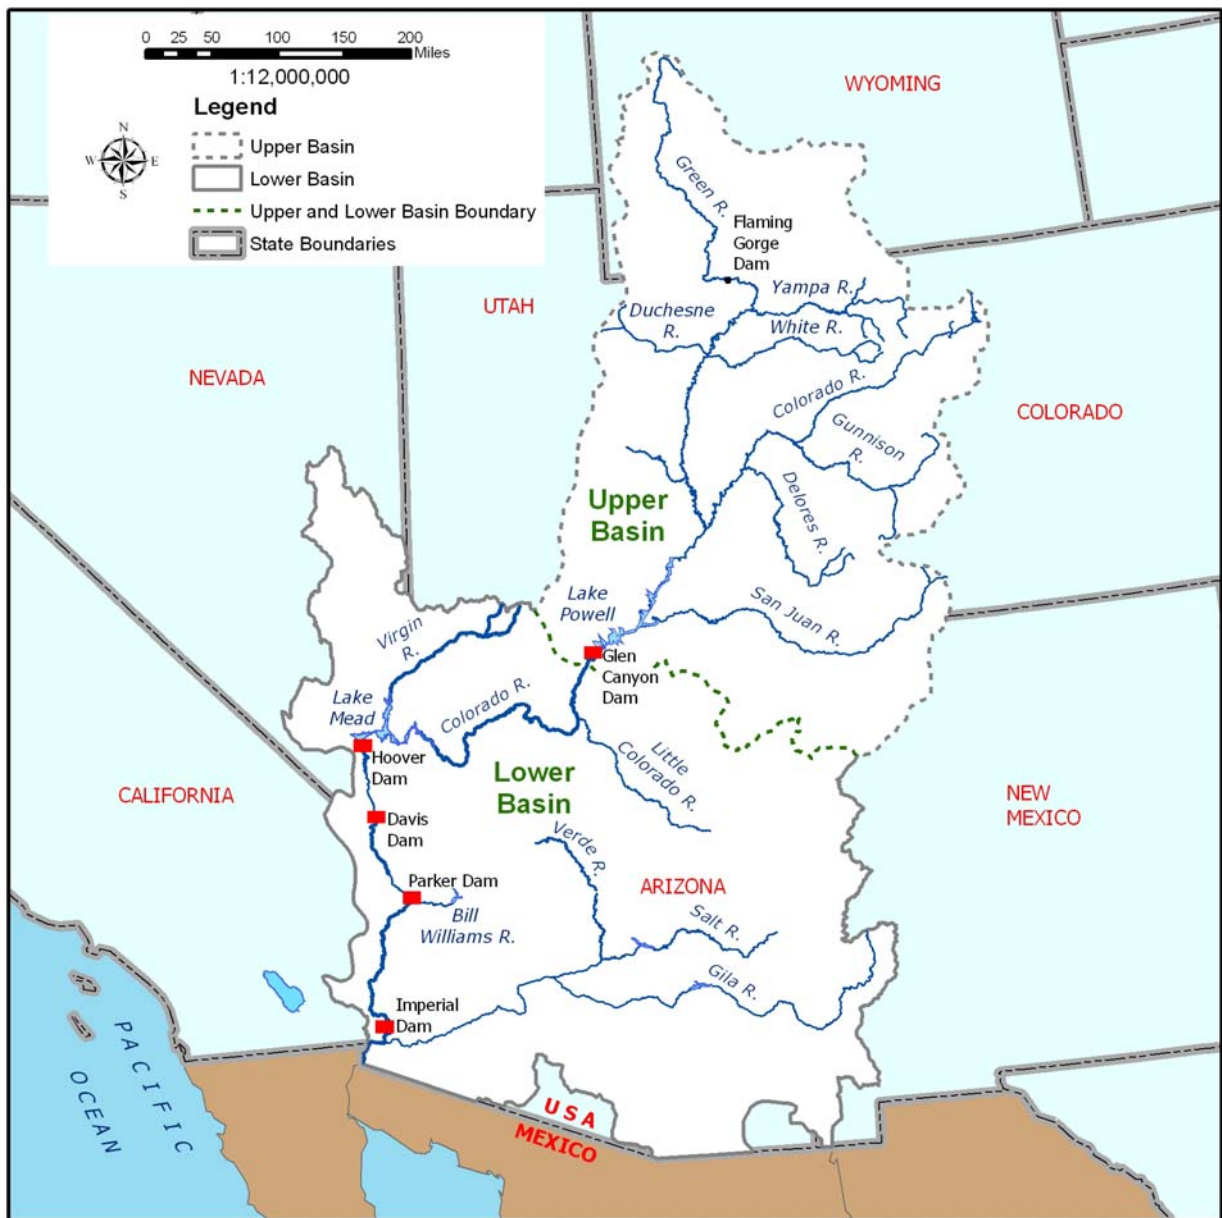 0 25 50 100 150 200
Miles
1:12,000,000
Legend
Upper Basin
Lower Basin
Upper and Lower Basin Boundary
State Boundaries
N
W E
S
WYOMING
Green R.
Flaming
Gorge
Dam
Yampa R.
UTAH
Duchesne
R.
White R.
NEVADA
Colorado R.
COLORADO
Gunnison
R.
Delores R.
Upper
Basin
Lake
Powell
San Juan R.
Virgin
R.
Glen
Canyon
Dam
Lake
Mead
Colorado R.
Hoover
Dam
Little
Colorado R.
Lower
Basin
CALIFORNIA
NEW
MEXICO
Davis
Dam
Verde R.
Parker Dam
ARIZONA
Bill
Williams R.
Salt R.
Gila R.
Imperial
Dam
PACIFIC
OCEAN
USA
MEXICO